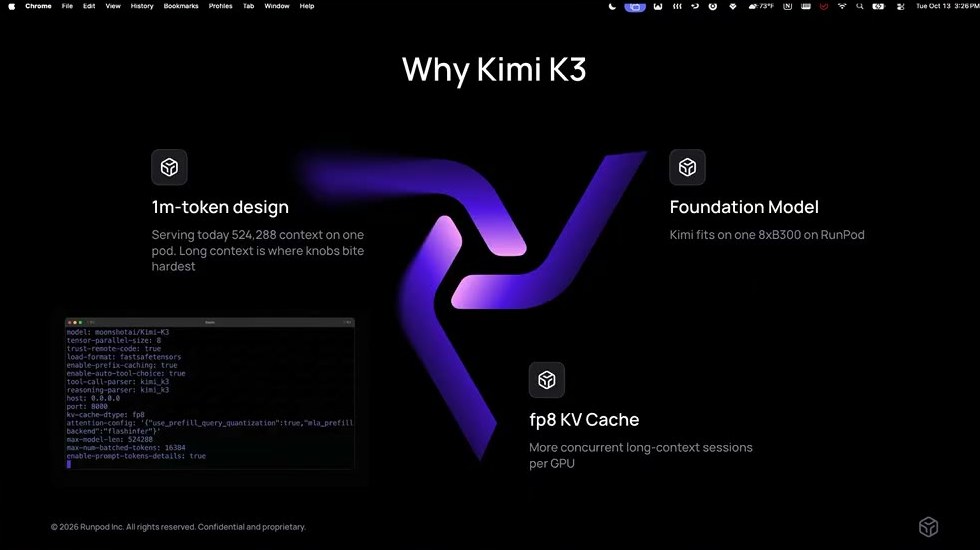 Chrome File Edit View History Bookmarks Profiles Tab Window Help 73°F Tue Oct 13 3:26 PM
Why Kimi K3
1m-token design
Serving today 524,288 context on one
pod. Long context is where knobs bite
hardest
Foundation Model
Kimi fits on one 8xB300 on RunPod
model: moonshotai/Kimi-K3
tensor-parallel-size: 8
trust-remote-code: true
load-format: fastsafetensors
enable-prefix-caching: true
enable-auto-tool-choice: true
tool-call-parser: kimi_k3
reasoning-parser: kimi_k3
host: 0.0.0.0
port: 8000
kv-cache-dtype: fp8
attention-config: '{"use_prefill_query_quantization":true,"mla_prefill
backend":"flashinfer"}'
max-model-len: 524288
max-num-batched-tokens: 16384
enable-prompt-tokens-details: true
fp8 KV Cache
More concurrent long-context sessions
per GPU
© 2026 Runpod Inc. All rights reserved. Confidential and proprietary.